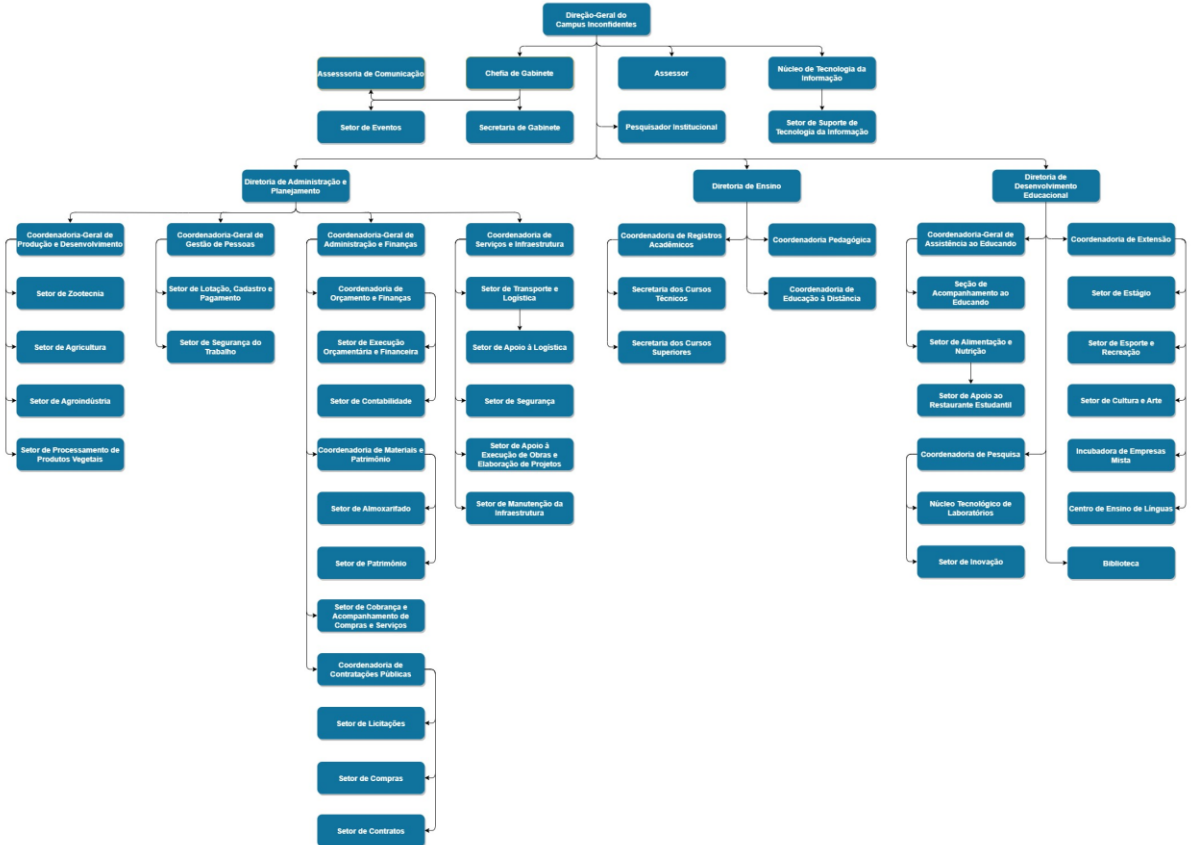 Direção-Geral do
Campus Inconfidentes
Assesssoria de Comunicação
Chefia de Gabinete
Assessor
Núcleo de Tecnologia da
Informação
Setor de Eventos
Secretaria de Gabinete
Pesquisador Institucional
Setor de Suporte de
Tecnologia da Informação
Diretoria de Administração e
Planejamento
Diretoria de Ensino
Diretoria de
Desenvolvimento
Educacional
Coordenadoria-Geral de
Produção e Desenvolvimento
Coordenadoria-Geral de
Gestão de Pessoas
Coordenadoria-Geral de
Administração e Finanças
Coordenadoria de
Serviços e Infraestrutura
Coordenadoria de Registros
Acadêmicos
Coordenadoria Pedagógica
Coordenadoria-Geral de
Assistência ao Educando
Coordenadoria de Extensão
Setor de Zootecnia
Setor de Lotação, Cadastro e
Pagamento
Coordenadoria de
Orçamento e Finanças
Setor de Transporte e
Logística
Secretaria dos Cursos
Técnicos
Coordenadoria de
Educação à Distância
Seção de
Acompanhamento ao
Educando
Setor de Estágio
Setor de Agricultura
Setor de Segurança do
Trabalho
Setor de Execução
Orçamentária e Financeira
Setor de Apoio à Logística
Secretaria dos Cursos
Superiores
Setor de Alimentação e
Nutrição
Setor de Esporte e
Recreação
Setor de Agroindústria
Setor de Contabilidade
Setor de Segurança
Setor de Apoio ao
Restaurante Estudantil
Setor de Cultura e Arte
Setor de Processamento de
Produtos Vegetais
Coordenadoria de Materiais e
Patrimônio
Setor de Apoio à
Execução de Obras e
Elaboração de Projetos
Coordenadoria de Pesquisa
Incubadora de Empresas
Mista
Setor de Almoxarifado
Setor de Manutenção da
Infraestrutura
Núcleo Tecnológico de
Laboratórios
Centro de Ensino de Línguas
Setor de Patrimônio
Setor de Inovação
Biblioteca
Setor de Cobrança e
Acompanhamento de
Compras e Serviços
Coordenadoria de
Contratações Públicas
Setor de Licitações
Setor de Compras
Setor de Contratos